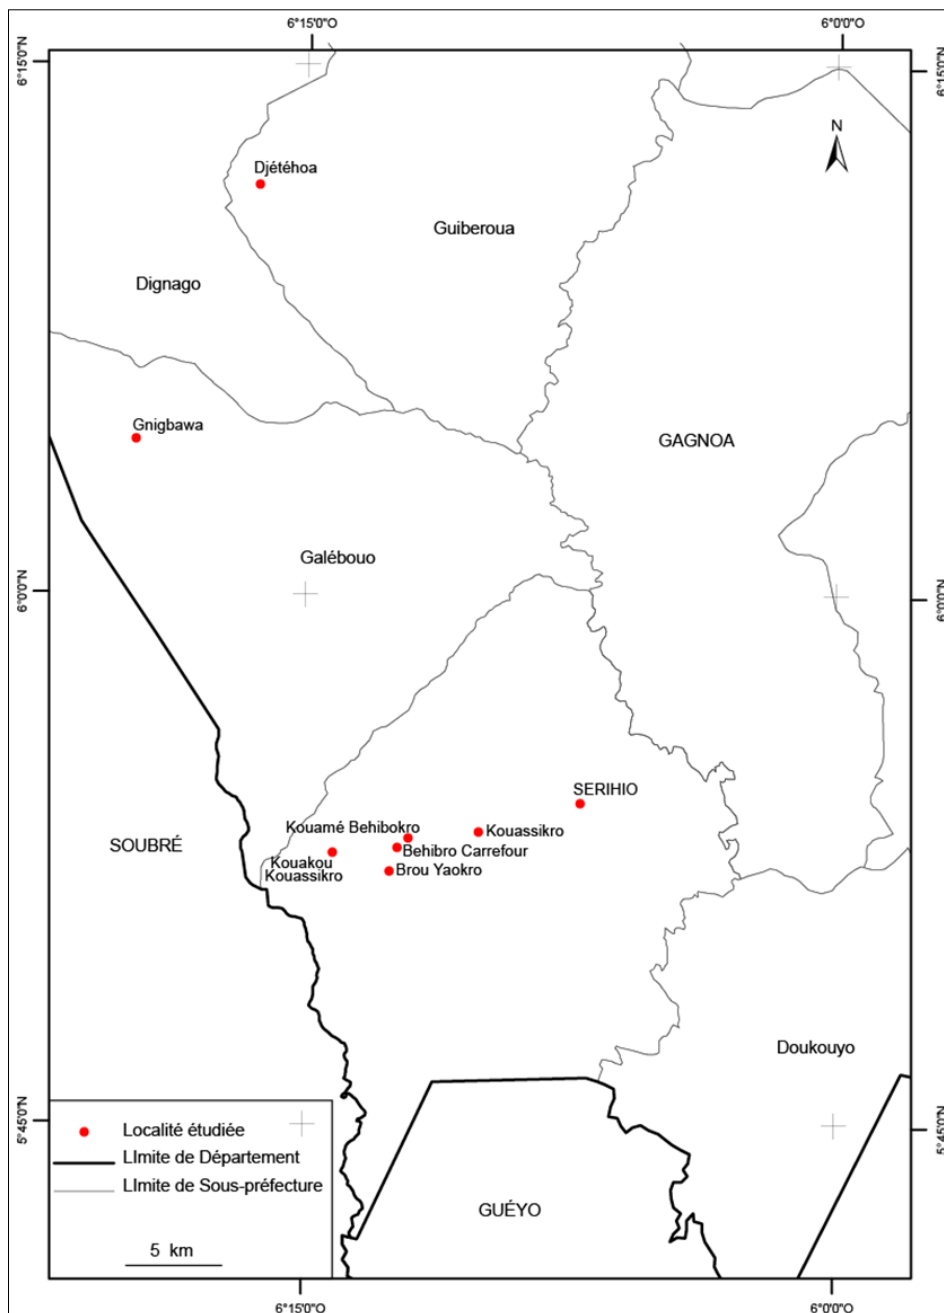 6°15'0"O
6°0'0"O
6°15'0"N
6°15'0"N
N
Djétéhoa
Guiberoua
Dignago
Gnigbawa
GAGNOA
Galébouo
6°0'0"N
6°0'0"N
SERIHIO
Kouamé Behibokro
Kouassikro
SOUBRÉ
Behibro Carrefour
Kouakou
Kouassikro
Brou Yaokro
Doukouyo
5°45'0"N
5°45'0"N
Localité étudiée
LImite de Département
LImite de Sous-préfecture
GUÉYO
5 km
6°15'0"O
6°0'0"O